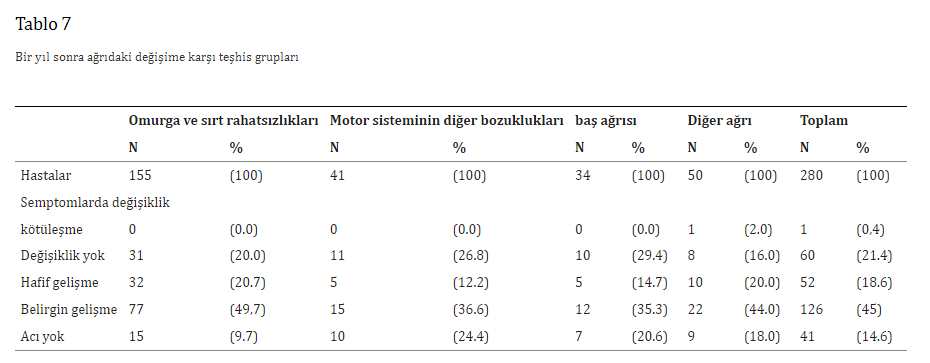 Tablo 7
Bir yıl sonra ağrıdaki değişime karşı teşhis grupları
Omurga ve sırt rahatsızlıkları Motor sisteminin diğer bozuklukları baş ağrısı Diğer ağrı Toplam
N % N % N % N % N %
Hastalar 155 (100) 41 (100) 34 (100) 50 (100) 280 (100)
Semptomlarda değişiklik
kötüleşme 0 (0.0) 0 (0.0) 0 (0.0) 1 (2.0) 1 (0,4)
Değişiklik yok 31 (20.0) 11 (26.8) 10 (29.4) 8 (16.0) 60 (21.4)
Hafif gelişme 32 (20.7) 5 (12.2) 5 (14.7) 10 (20.0) 52 (18.6)
Belirgin gelişme 77 (49,7) 15 (36.6) 12 (35.3) 22 (44.0) 126 (45)
Acı yok 15 (9.7) 10 (24.4) 7 (20.6) 9 (18.0) 41 (14.6)